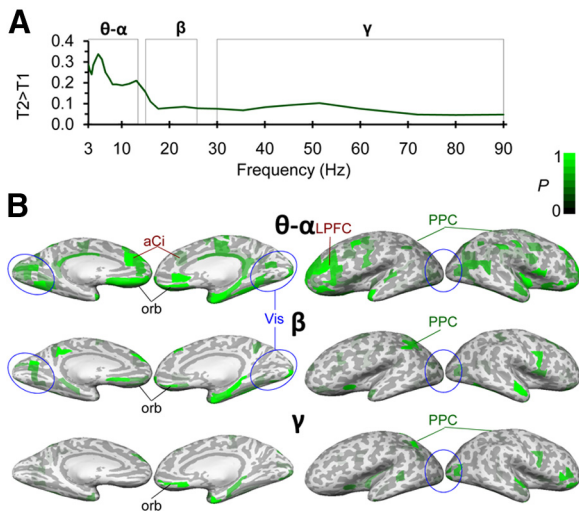 A
θ-α β γ
T2>T1
0.4
0.3
0.2
0.1
0.0
3 10 20 30 40 50 60 70 80 90
Frequency (Hz)
1
P
0
B
θ-α
aCi
LPFC
PPC
orb
Vis
β
PPC
orb
γ
PPC
orb